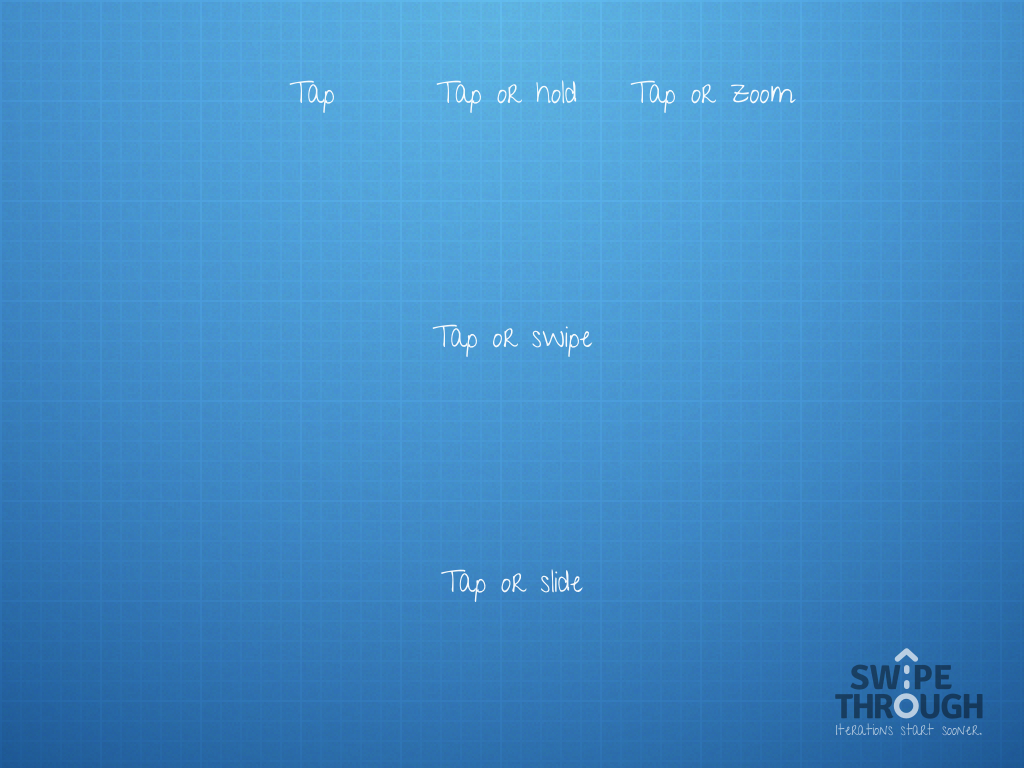 Tap
Tap or hold
Tap or zoom
Tap or swipe
Tap or slide
SWIPE
THROUGH
Iterations start sooner.